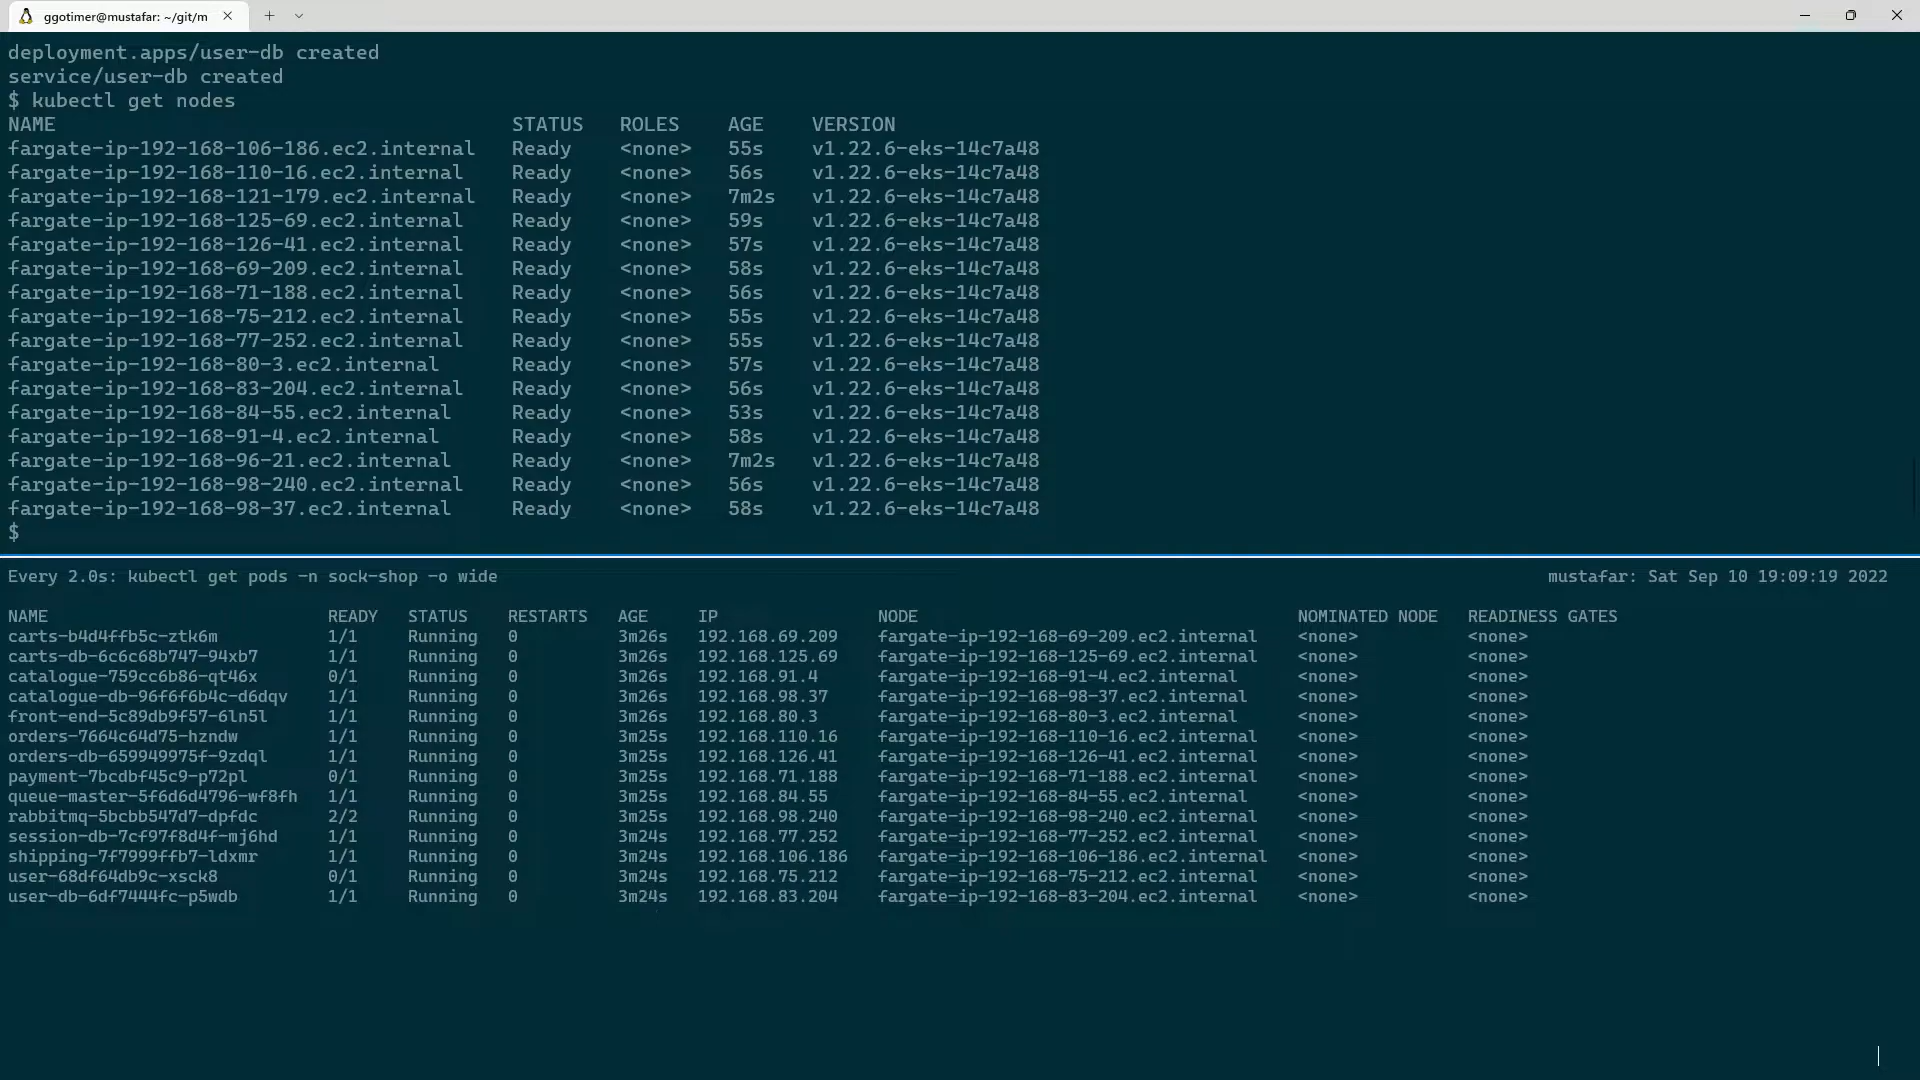 ggotimer@mustafar: ~/git/m
deployment.apps/user-db created
service/user-db created
$ kubectl get nodes
NAME STATUS ROLES AGE VERSION
fargate-ip-192-168-106-186.ec2.internal Ready <none> 55s v1.22.6-eks-14c7a48
fargate-ip-192-168-110-16.ec2.internal Ready <none> 56s v1.22.6-eks-14c7a48
fargate-ip-192-168-121-179.ec2.internal Ready <none> 7m2s v1.22.6-eks-14c7a48
fargate-ip-192-168-125-69.ec2.internal Ready <none> 59s v1.22.6-eks-14c7a48
fargate-ip-192-168-126-41.ec2.internal Ready <none> 57s v1.22.6-eks-14c7a48
fargate-ip-192-168-69-209.ec2.internal Ready <none> 58s v1.22.6-eks-14c7a48
fargate-ip-192-168-71-188.ec2.internal Ready <none> 56s v1.22.6-eks-14c7a48
fargate-ip-192-168-75-212.ec2.internal Ready <none> 55s v1.22.6-eks-14c7a48
fargate-ip-192-168-77-252.ec2.internal Ready <none> 55s v1.22.6-eks-14c7a48
fargate-ip-192-168-80-3.ec2.internal Ready <none> 57s v1.22.6-eks-14c7a48
fargate-ip-192-168-83-204.ec2.internal Ready <none> 56s v1.22.6-eks-14c7a48
fargate-ip-192-168-84-55.ec2.internal Ready <none> 53s v1.22.6-eks-14c7a48
fargate-ip-192-168-91-4.ec2.internal Ready <none> 58s v1.22.6-eks-14c7a48
fargate-ip-192-168-96-21.ec2.internal Ready <none> 7m2s v1.22.6-eks-14c7a48
fargate-ip-192-168-98-240.ec2.internal Ready <none> 56s v1.22.6-eks-14c7a48
fargate-ip-192-168-98-37.ec2.internal Ready <none> 58s v1.22.6-eks-14c7a48
$
Every 2.0s: kubectl get pods -n sock-shop -o wide mustafar: Sat Sep 10 19:09:19 2022
NAME READY STATUS RESTARTS AGE IP NODE NOMINATED NODE READINESS GATES
carts-b4d4ffb5c-ztk6m 1/1 Running 0 3m26s 192.168.69.209 fargate-ip-192-168-69-209.ec2.internal <none> <none>
carts-db-6c6c68b747-94xb7 1/1 Running 0 3m26s 192.168.125.69 fargate-ip-192-168-125-69.ec2.internal <none> <none>
catalogue-759cc6b86-qt46x 0/1 Running 0 3m26s 192.168.91.4 fargate-ip-192-168-91-4.ec2.internal <none> <none>
catalogue-db-96f6f6b4c-d6dqv 1/1 Running 0 3m26s 192.168.98.37 fargate-ip-192-168-98-37.ec2.internal <none> <none>
front-end-5c89db9f57-6ln5l 1/1 Running 0 3m26s 192.168.80.3 fargate-ip-192-168-80-3.ec2.internal <none> <none>
orders-7664c64d75-hzndw 1/1 Running 0 3m25s 192.168.110.16 fargate-ip-192-168-110-16.ec2.internal <none> <none>
orders-db-659949975f-9zdql 1/1 Running 0 3m25s 192.168.126.41 fargate-ip-192-168-126-41.ec2.internal <none> <none>
payment-7bcdbf45c9-p72pl 0/1 Running 0 3m25s 192.168.71.188 fargate-ip-192-168-71-188.ec2.internal <none> <none>
queue-master-5f6d6d4796-wf8fh 1/1 Running 0 3m25s 192.168.84.55 fargate-ip-192-168-84-55.ec2.internal <none> <none>
rabbitmq-5bcbb547d7-dpfdc 2/2 Running 0 3m25s 192.168.98.240 fargate-ip-192-168-98-240.ec2.internal <none> <none>
session-db-7cf97f8d4f-mj6hd 1/1 Running 0 3m24s 192.168.77.252 fargate-ip-192-168-77-252.ec2.internal <none> <none>
shipping-7f7999ffb7-ldxmr 1/1 Running 0 3m24s 192.168.106.186 fargate-ip-192-168-106-186.ec2.internal <none> <none>
user-68df64db9c-xsck8 0/1 Running 0 3m24s 192.168.75.212 fargate-ip-192-168-75-212.ec2.internal <none> <none>
user-db-6df7444fc-p5wdb 1/1 Running 0 3m24s 192.168.83.204 fargate-ip-192-168-83-204.ec2.internal <none> <none>